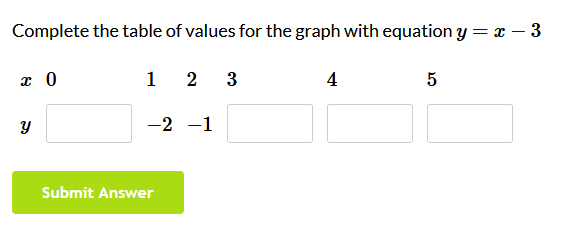 Complete the table of values for the graph with equation y = x − 3
x 0 1 2 3 4 5
y −2 −1
Submit Answer